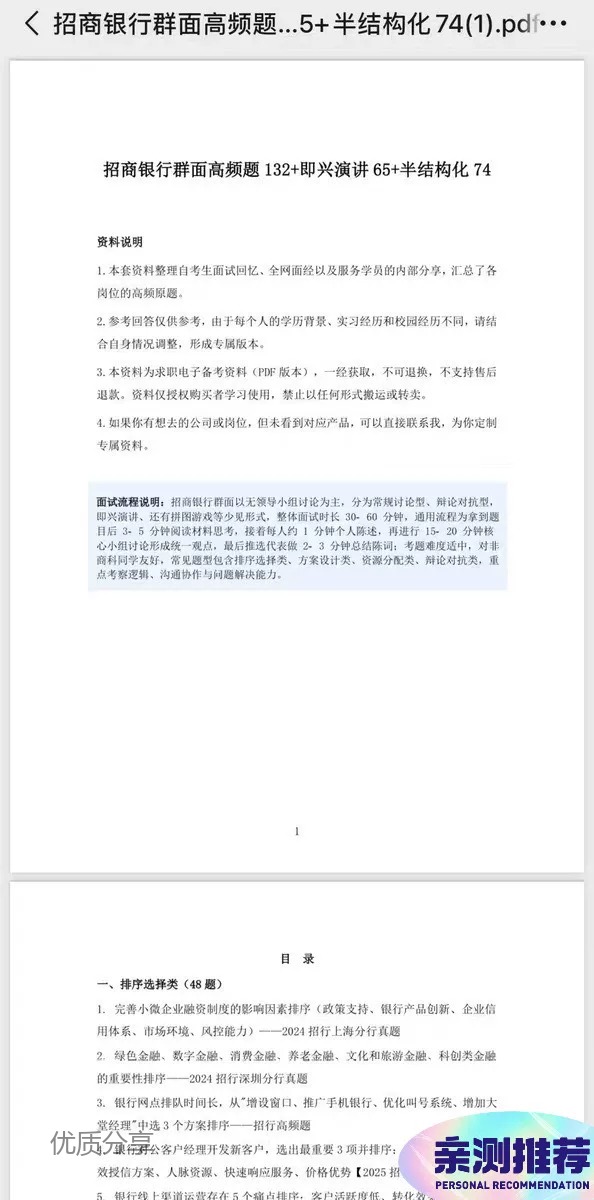 招商银行群面高频题...5+半结构化74(1).pdf
招商银行群面高频题 132+即兴演讲 65+半结构化 74
资料说明
1.本套资料整理自考生面试回忆、全网面经以及服务学员的内部分享，汇总了各
岗位的高频原题。
2.参考回答仅供参考，由于每个人的学历背景、实习经历和校园经历不同，请结
合自身情况调整，形成专属版本。
3.本资料为求职电子备考资料（PDF 版本），一经获取，不可退换，不支持售后
退款。资料仅授权购买者学习使用，禁止以任何形式搬运或转卖。
4.如果你有想去的公司或岗位，但未看到对应产品，可以直接联系我，为你定制
专属资料。
面试流程说明：招商银行群面以无领导小组讨论为主，分为常规讨论型、辩论对抗型，
即兴演讲、还有拼图游戏等少见形式，整体面试时长 30- 60 分钟，通用流程为拿到题
目后 3- 5 分钟阅读材料思考，接着每人约 1 分钟个人陈述，再进行 15- 20 分钟核
心小组讨论形成统一观点，最后推选代表做 2- 3 分钟总结陈词；考题难度适中，对非
商科同学友好，常见题型包含排序选择类、方案设计类、资源分配类、辩论对抗类，重
点考察逻辑、沟通协作与问题解决能力。
1
目 录
一、排序选择类（48 题）
1. 完善小微企业融资制度的影响因素排序（政策支持、银行产品创新、企业信
用体系、市场环境、风控能力）——2024 招行上海分行真题
2. 绿色金融、数字金融、消费金融、养老金融、文化和旅游金融、科创类金融
的重要性排序——2024 招行深圳分行真题
3. 银行网点排队时间长，从"增设窗口、推广手机银行、优化叫号系统、增加大
堂经理"中选 3 个方案排序——招行高频题
4. 银行对公客户经理开发新客户，选出最重要 3 项并排序：
效授信方案、人脉资源、快速响应服务、价格优势【2025 招
5. 银行线上渠道运营存在 5 个痛点排序：客户活跃度低、转化
优质分享
亲测推荐
PERSONAL RECOMMENDATION